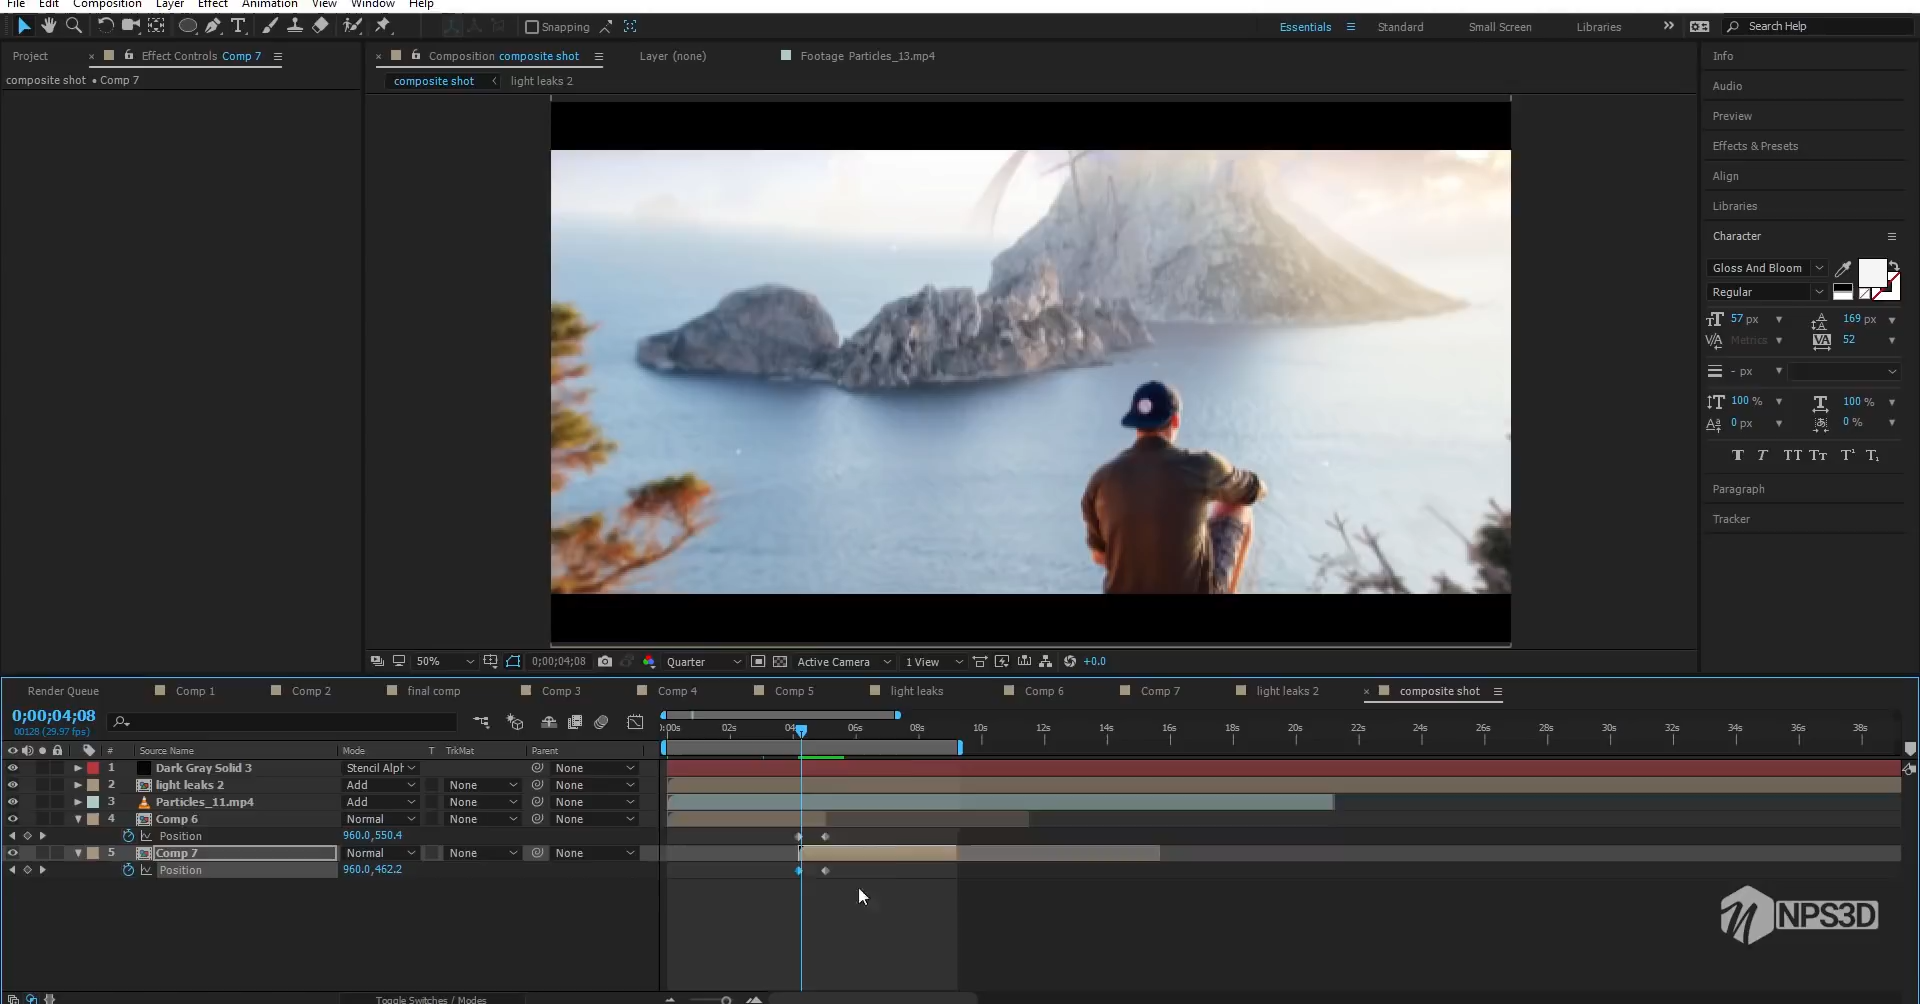 File Edit Composition Layer Effect Animation View Window Help
Snapping
Essentials Standard Small Screen Libraries Search Help
Project Effect Controls Comp 7
composite shot • Comp 7
Composition composite shot Layer (none) Footage Particles_13.mp4
composite shot light leaks 2
Info
Audio
Preview
Effects & Presets
Align
Libraries
Character
Gloss And Bloom
Regular
57 px 169 px
Metrics 52
- px
100 % 100 %
0 px 0 %
T T TT Tt T¹ T₁
Paragraph
Tracker
50% 0;00;04;08 Quarter Active Camera 1 View +0.0
Render Queue Comp 1 Comp 2 final comp Comp 3 Comp 4 Comp 5 light leaks Comp 6 Comp 7 light leaks 2 composite shot
0;00;04;08
00128 (29.97 fps)
:00s 02s 04s 06s 08s 10s 12s 14s 16s 18s 20s 22s 24s 26s 28s 30s 32s 34s 36s 38s
# Source Name Mode T TrkMat Parent
1 Dark Gray Solid 3 Stencil Alph None
2 light leaks 2 Add None None
3 Particles_11.mp4 Add None None
4 Comp 6 Normal None None
Position 960.0,550.4
5 Comp 7 Normal None None
Position 960.0,462.2
NPS3D
Toggle Switches / Modes